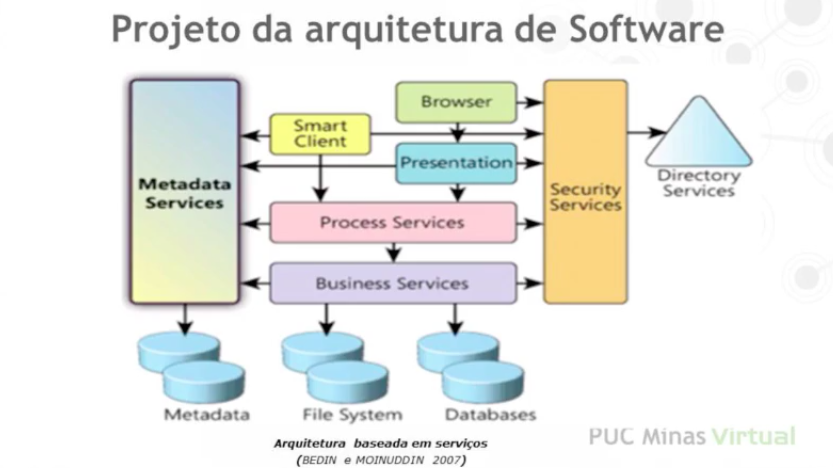 Projeto da arquitetura de Software
Browser
Smart
Client
Presentation
Metadata
Services
Security
Services
Directory
Services
Process Services
Business Services
Metadata
File System
Databases
Arquitetura baseada em serviços
(BEDIN e MOINUDDIN 2007)
PUC Minas Virtual